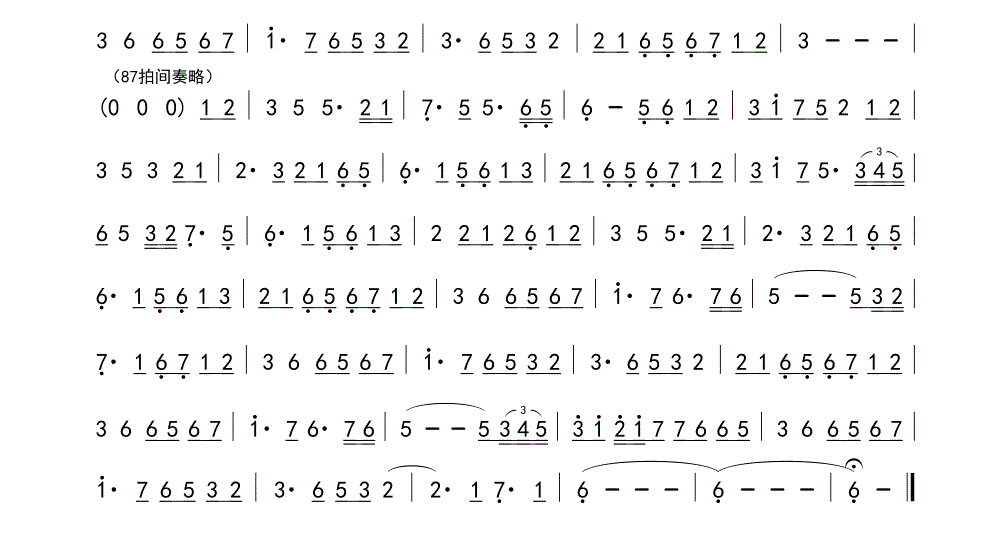 3 6 6 5 6 7 | i· 7 6 5 3 2 | 3· 6 5 3 2 | 2 1 6 5 6 7 1 2 | 3 – – – |
（87拍间奏略）
(0 0 0) 1 2 | 3 5 5· 2 1 | 7· 5 5· 6 5 | 6 – 5 6 1 2 | 3 i 7 5 2 1 2 |
3
3 5 3 2 1 | 2· 3 2 1 6 5 | 6· 1 5 6 1 3 | 2 1 6 5 6 7 1 2 | 3 i 7 5· 3 4 5 |
6 5 3 2 7· 5 | 6· 1 5 6 1 3 | 2 2 1 2 6 1 2 | 3 5 5· 2 1 | 2· 3 2 1 6 5 |
6· 1 5 6 1 3 | 2 1 6 5 6 7 1 2 | 3 6 6 5 6 7 | i· 7 6· 7 6 | 5 – – 5 3 2 |
7· 1 6 7 1 2 | 3 6 6 5 6 7 | i· 7 6 5 3 2 | 3· 6 5 3 2 | 2 1 6 5 6 7 1 2 |
3
3 6 6 5 6 7 | i· 7 6· 7 6 | 5 – – 5 3 4 5 | 3 i 2 i 7 7 6 6 5 | 3 6 6 5 6 7 |
i· 7 6 5 3 2 | 3· 6 5 3 2 | 2· 1 7· 1 | 6 – – – | 6 – – – | 6 – ‖